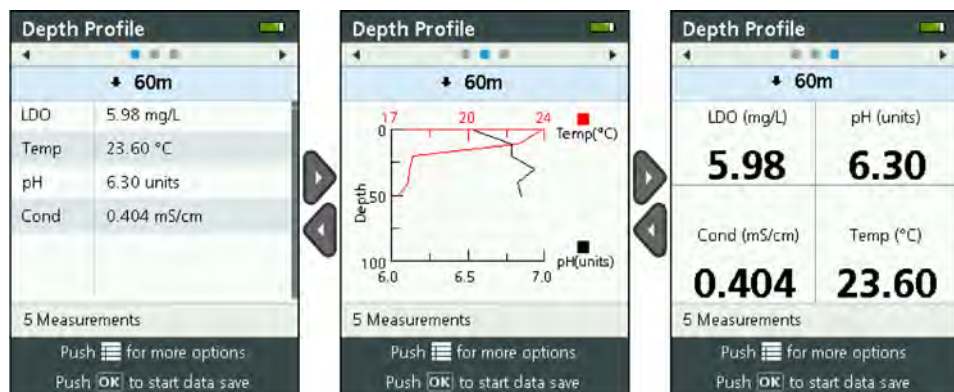 Depth Profile
60m
LDO 5.98 mg/L
Temp 23.60 °C
pH 6.30 units
Cond 0.404 mS/cm
5 Measurements
Push for more options
Push OK to start data save
Depth Profile
60m
17 20 24
Temp(°C)
0
Depth
50
100
pH(units)
6.0 6.5 7.0
5 Measurements
Push for more options
Push OK to start data save
Depth Profile
60m
LDO (mg/L) pH (units)
5.98 6.30
Cond (mS/cm) Temp (°C)
0.404 23.60
5 Measurements
Push for more options
Push OK to start data save